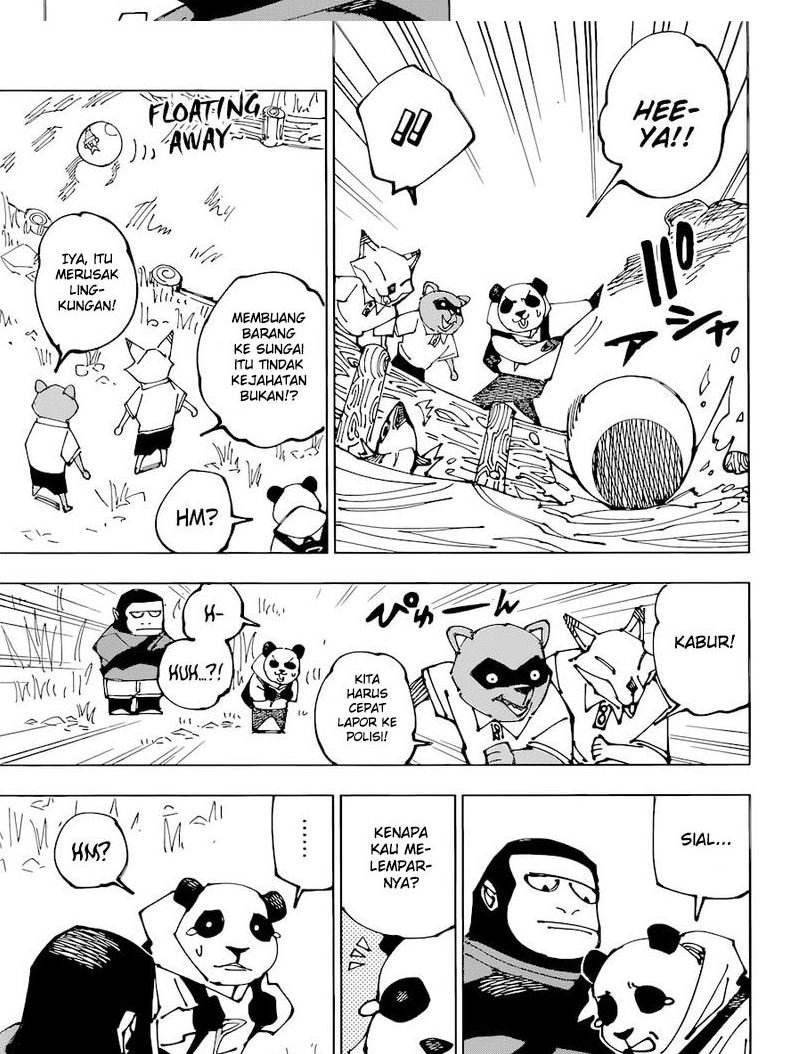 HEE-
YA!!
!!
パアシャ
FLOATING
AWAY
IYA, ITU
MERUSAK
LING-
KUNGAN!
MEMBUANG
BARANG
KE SUNGAI
ITU TINDAK
KEJAHATAN
BUKAN!?
HM?
KABUR!
ぴゅーん
KITA
HARUS
CEPAT
LAPOR KE
POLISI!
H-
HUH...?!
SIAL...
KENAPA
KAU ME-
LEMPAR-
NYA?
........
HM?